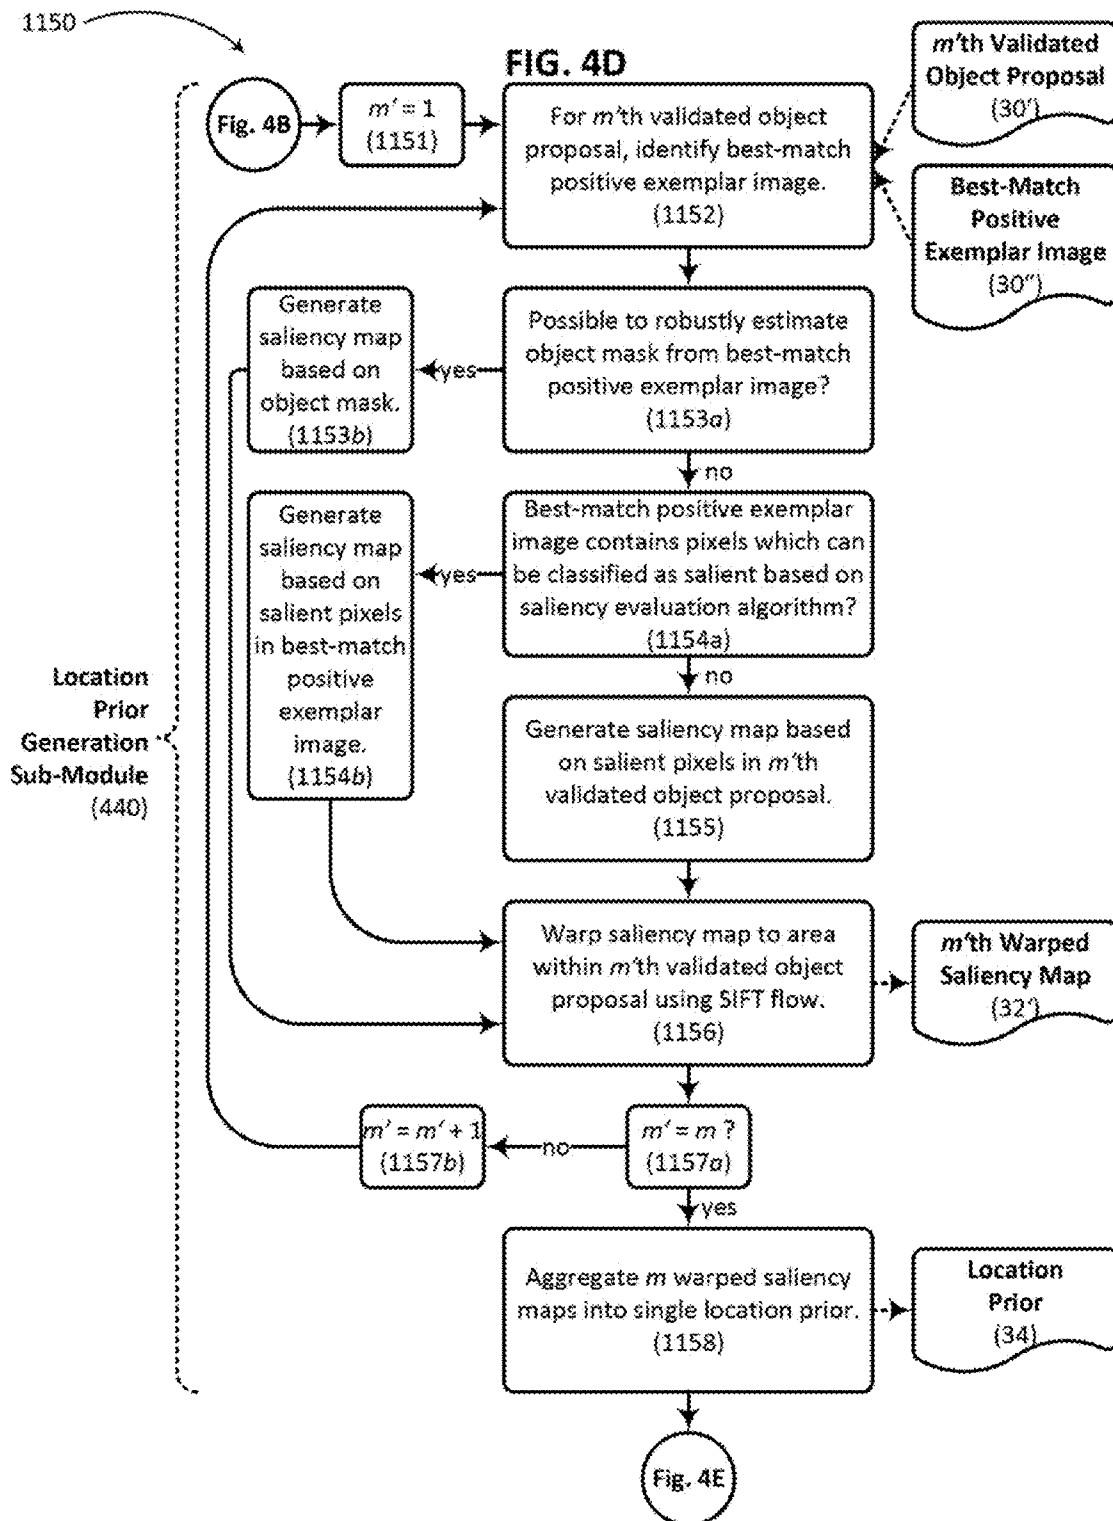 1150
FIG. 4D
Fig. 4B
m' = 1
(1151)
For m'th validated object
proposal, identify best-match
positive exemplar image.
(1152)
m'th Validated
Object Proposal
(30')
Best-Match
Positive
Exemplar Image
(30")
Generate
saliency map
based on
object mask.
(1153b)
yes
Possible to robustly estimate
object mask from best-match
positive exemplar image?
(1153a)
no
Generate
saliency map
based on
salient pixels
in best-match
positive
exemplar
image.
(1154b)
yes
Best-match positive exemplar
image contains pixels which can
be classified as salient based on
saliency evaluation algorithm?
(1154a)
no
Location
Prior
Generation
Sub-Module
(440)
Generate saliency map based
on salient pixels in m'th
validated object proposal.
(1155)
Warp saliency map to area
within m'th validated object
proposal using SIFT flow.
(1156)
m'th Warped
Saliency Map
(32')
m' = m' + 1
(1157b)
no
m' = m ?
(1157a)
yes
Aggregate m warped saliency
maps into single location prior.
(1158)
Location
Prior
(34)
Fig. 4E